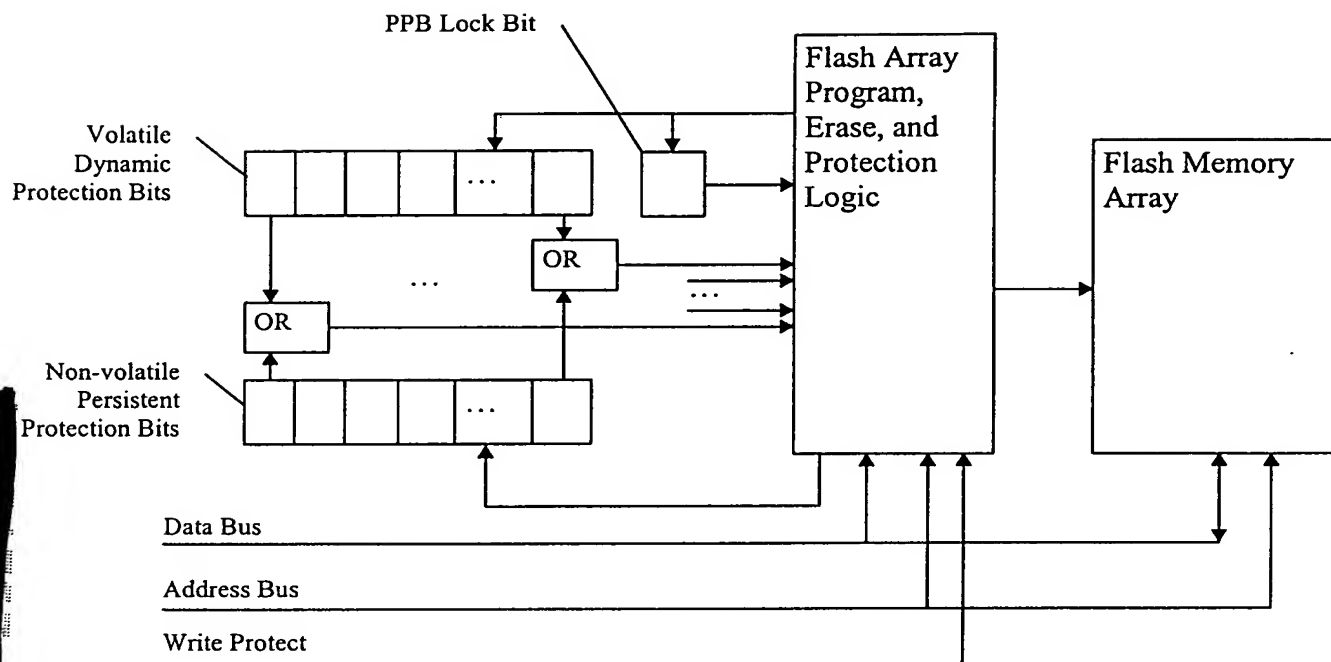 PPB Lock Bit
Flash Array
Program,
Erase, and
Protection
Logic
Volatile
Dynamic
Protection Bits
...
Flash Memory
Array
OR
...
...
OR
Non-volatile
Persistent
Protection Bits
...
Data Bus
Address Bus
Write Protect